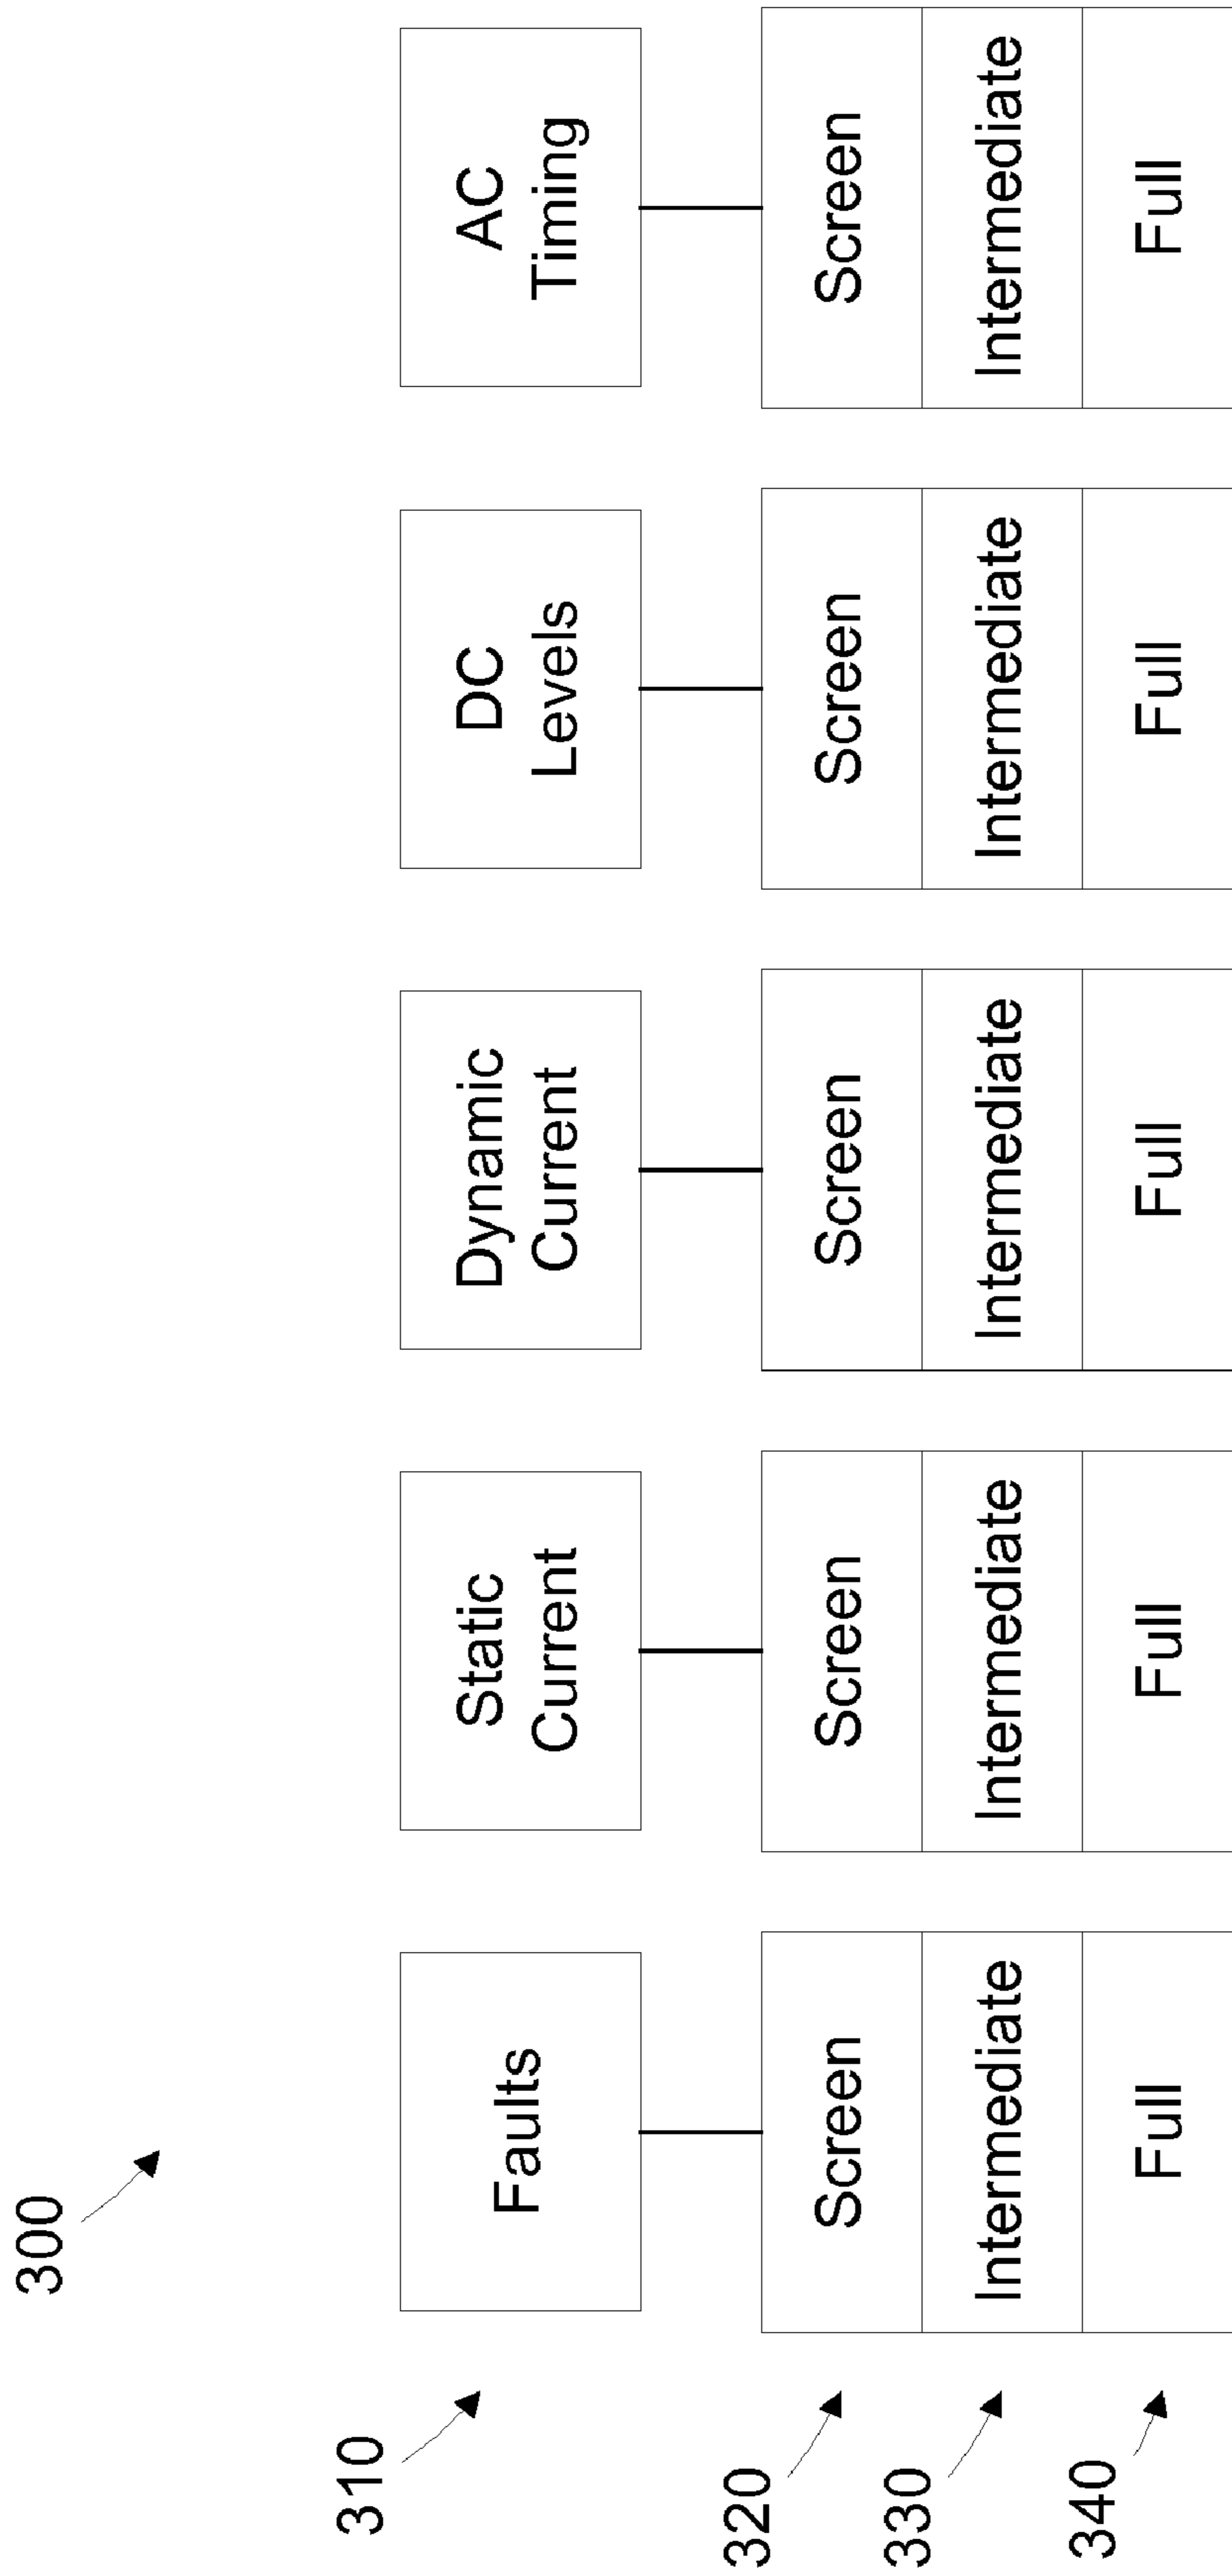 300
310
Faults
Static
Current
Dynamic
Current
DC
Levels
AC
Timing
320
Screen
Screen
Screen
Screen
Screen
330
Intermediate
Intermediate
Intermediate
Intermediate
Intermediate
340
Full
Full
Full
Full
Full